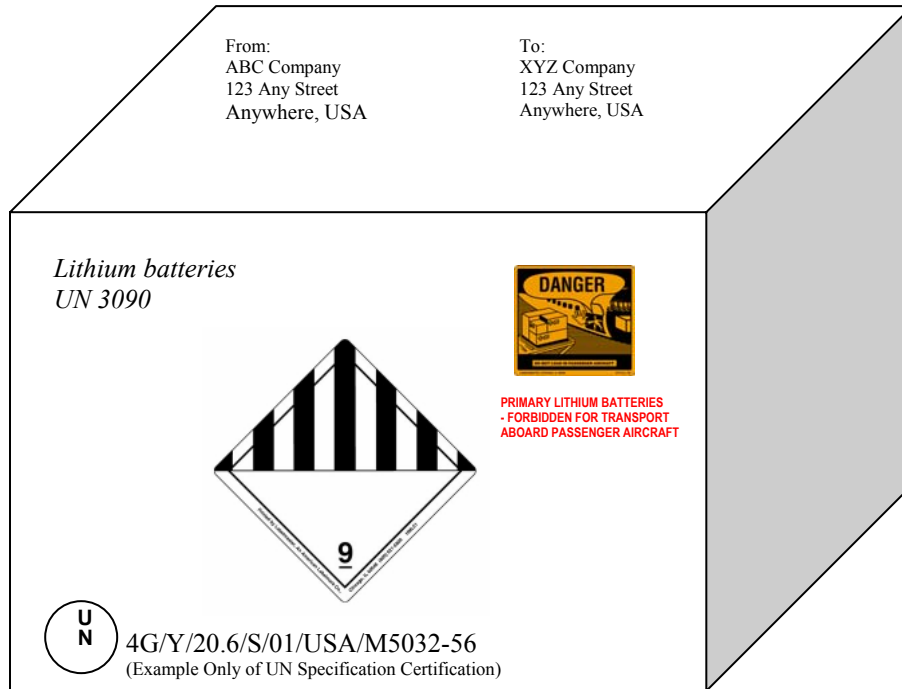 From:
ABC Company
123 Any Street
Anywhere, USA
To:
XYZ Company
123 Any Street
Anywhere, USA
Lithium batteries
UN 3090
DANGER
PRIMARY LITHIUM BATTERIES
- FORBIDDEN FOR TRANSPORT
ABOARD PASSENGER AIRCRAFT
9
U
N
4G/Y/20.6/S/01/USA/M5032-56
(Example Only of UN Specification Certification)